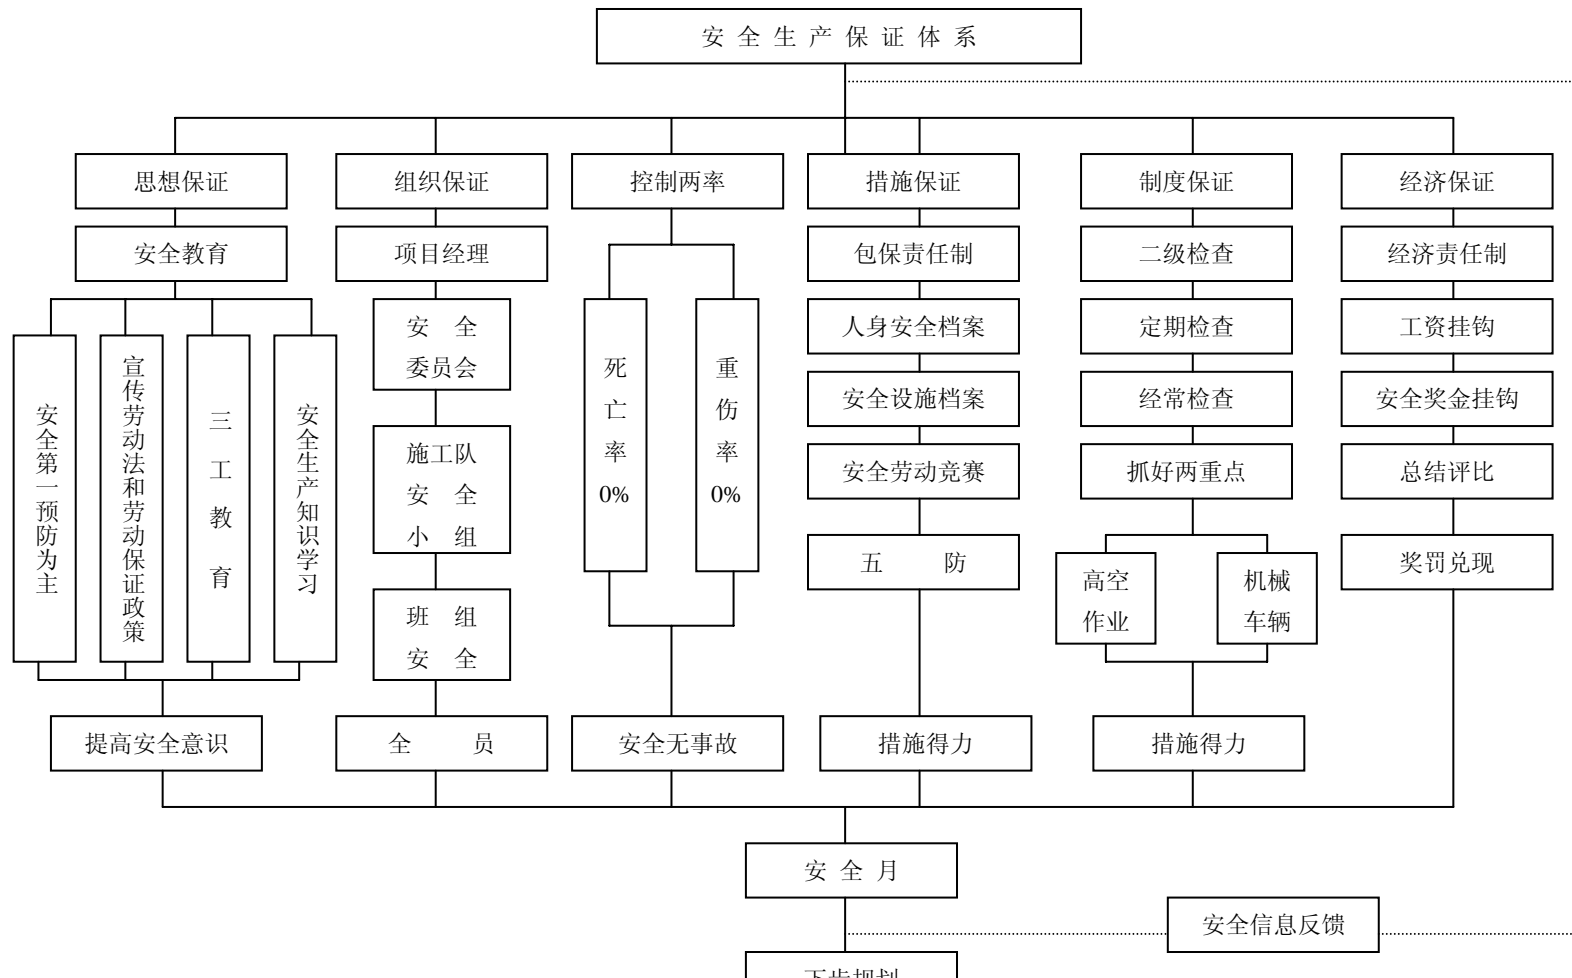 安全生产保证体系
思想保证
组织保证
控制两率
措施保证
制度保证
经济保证
安全教育
项目经理
包保责任制
二级检查
经济责任制
安全第一预防为主
宣传劳动法和劳动保证政策
三工教育
安全生产知识学习
安 全
委员会
施工队
安 全
小 组
班 组
安 全
死亡率0%
重伤率0%
人身安全档案
安全设施档案
安全劳动竞赛
五 防
定期检查
经常检查
抓好两重点
高空
作业
机械
车辆
工资挂钩
安全奖金挂钩
总结评比
奖罚兑现
提高安全意识
全 员
安全无事故
措施得力
措施得力
安 全 月
安全信息反馈
下步规划